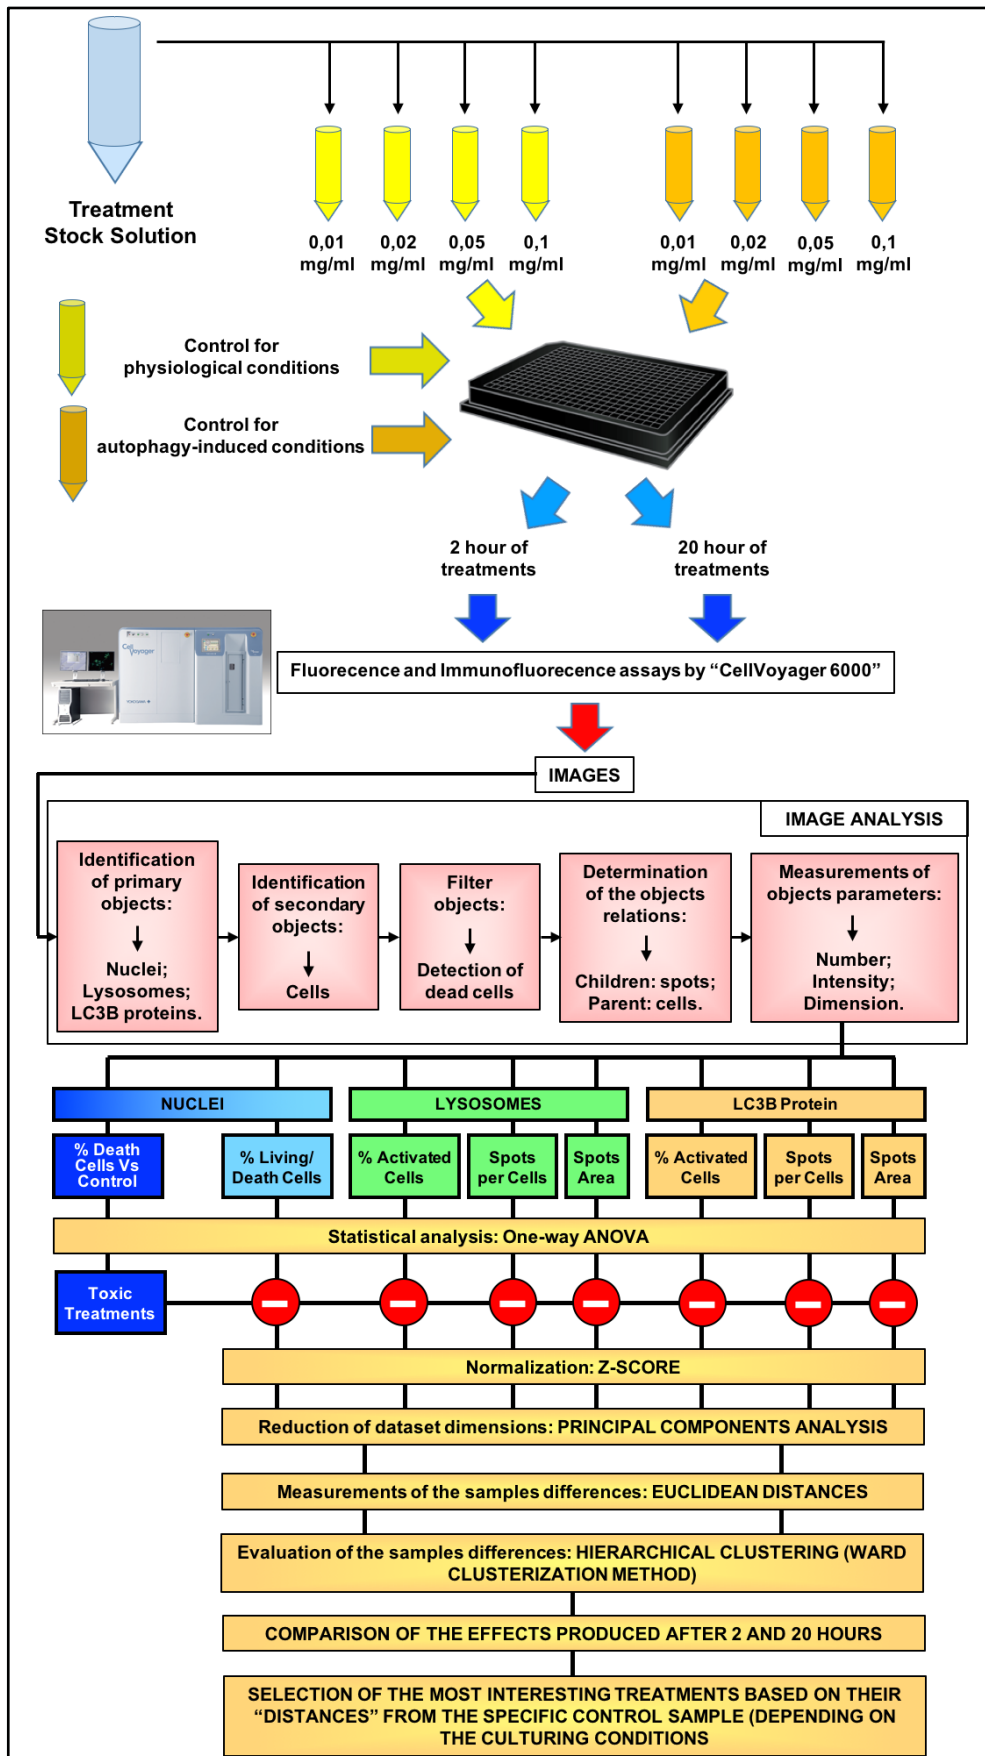 Treatment
Stock Solution
0,01
mg/ml
0,02
mg/ml
0,05
mg/ml
0,1
mg/ml
0,01
mg/ml
0,02
mg/ml
0,05
mg/ml
0,1
mg/ml
Control for
physiological conditions
Control for
autophagy-induced conditions
2 hour of
treatments
20 hour of
treatments
Cell
Voyager
Fluorecence and Immunofluorecence assays by “CellVoyager 6000”
IMAGES
IMAGE ANALYSIS
Identification
of primary
objects:
Nuclei;
Lysosomes;
LC3B proteins.
Identification
of secondary
objects:
Cells
Filter
objects:
Detection of
dead cells
Determination
of the objects
relations:
Children: spots;
Parent: cells.
Measurements of
objects parameters:
Number;
Intensity;
Dimension.
NUCLEI
LYSOSOMES
LC3B Protein
% Death
Cells Vs
Control
% Living/
Death Cells
% Activated
Cells
Spots
per Cells
Spots
Area
% Activated
Cells
Spots
per Cells
Spots
Area
Statistical analysis: One-way ANOVA
Toxic
Treatments
Normalization: Z-SCORE
Reduction of dataset dimensions: PRINCIPAL COMPONENTS ANALYSIS
Measurements of the samples differences: EUCLIDEAN DISTANCES
Evaluation of the samples differences: HIERARCHICAL CLUSTERING (WARD
CLUSTERIZATION METHOD)
COMPARISON OF THE EFFECTS PRODUCED AFTER 2 AND 20 HOURS
SELECTION OF THE MOST INTERESTING TREATMENTS BASED ON THEIR
“DISTANCES” FROM THE SPECIFIC CONTROL SAMPLE (DEPENDING ON
THE CULTURING CONDITIONS